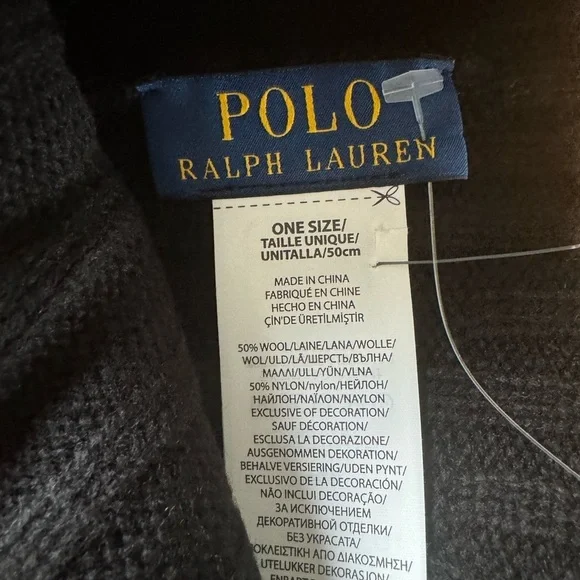 POLO
RALPH LAUREN
ONE SIZE/
TAILLE UNIQUE/
UNITALLA/50cm
MADE IN CHINA
FABRIQUÉ EN CHINE
HECHO EN CHINA
ÇİN'DE ÜRETİLMİŞTİR
50% WOOL/LAINE/LANA/WOLLE/
WOL/ULD/LÅ/ШЕРСТЬ/ВЪЛНА/
ΜΑΛΛΙ/ULL/YÜN/VLNA
50% NYLON/nylon/НЕЙЛОН/
НАЙЛОН/ΝΑΪΛΟΝ/NAYLON
EXCLUSIVE OF DECORATION/
SAUF DÉCORATION/
ESCLUSA LA DECORAZIONE/
AUSGENOMMEN DEKORATION/
BEHALVE VERSIERING/UDEN PYNT/
EXCLUSIVO DE LA DECORACIÓN/
NÃO INCLUI DECORAÇÃO/
ЗА ИСКЛЮЧЕНИЕМ
ДЕКОРАТИВНОЙ ОТДЕЛКИ/
БЕЗ УКРАСАТА/
ΟΚΛΕΙΣΤΙΚΗ ΑΠΟ ΔΙΑΚΟΣΜΗΣΗ/
UTELUKKER DEKORASJON/